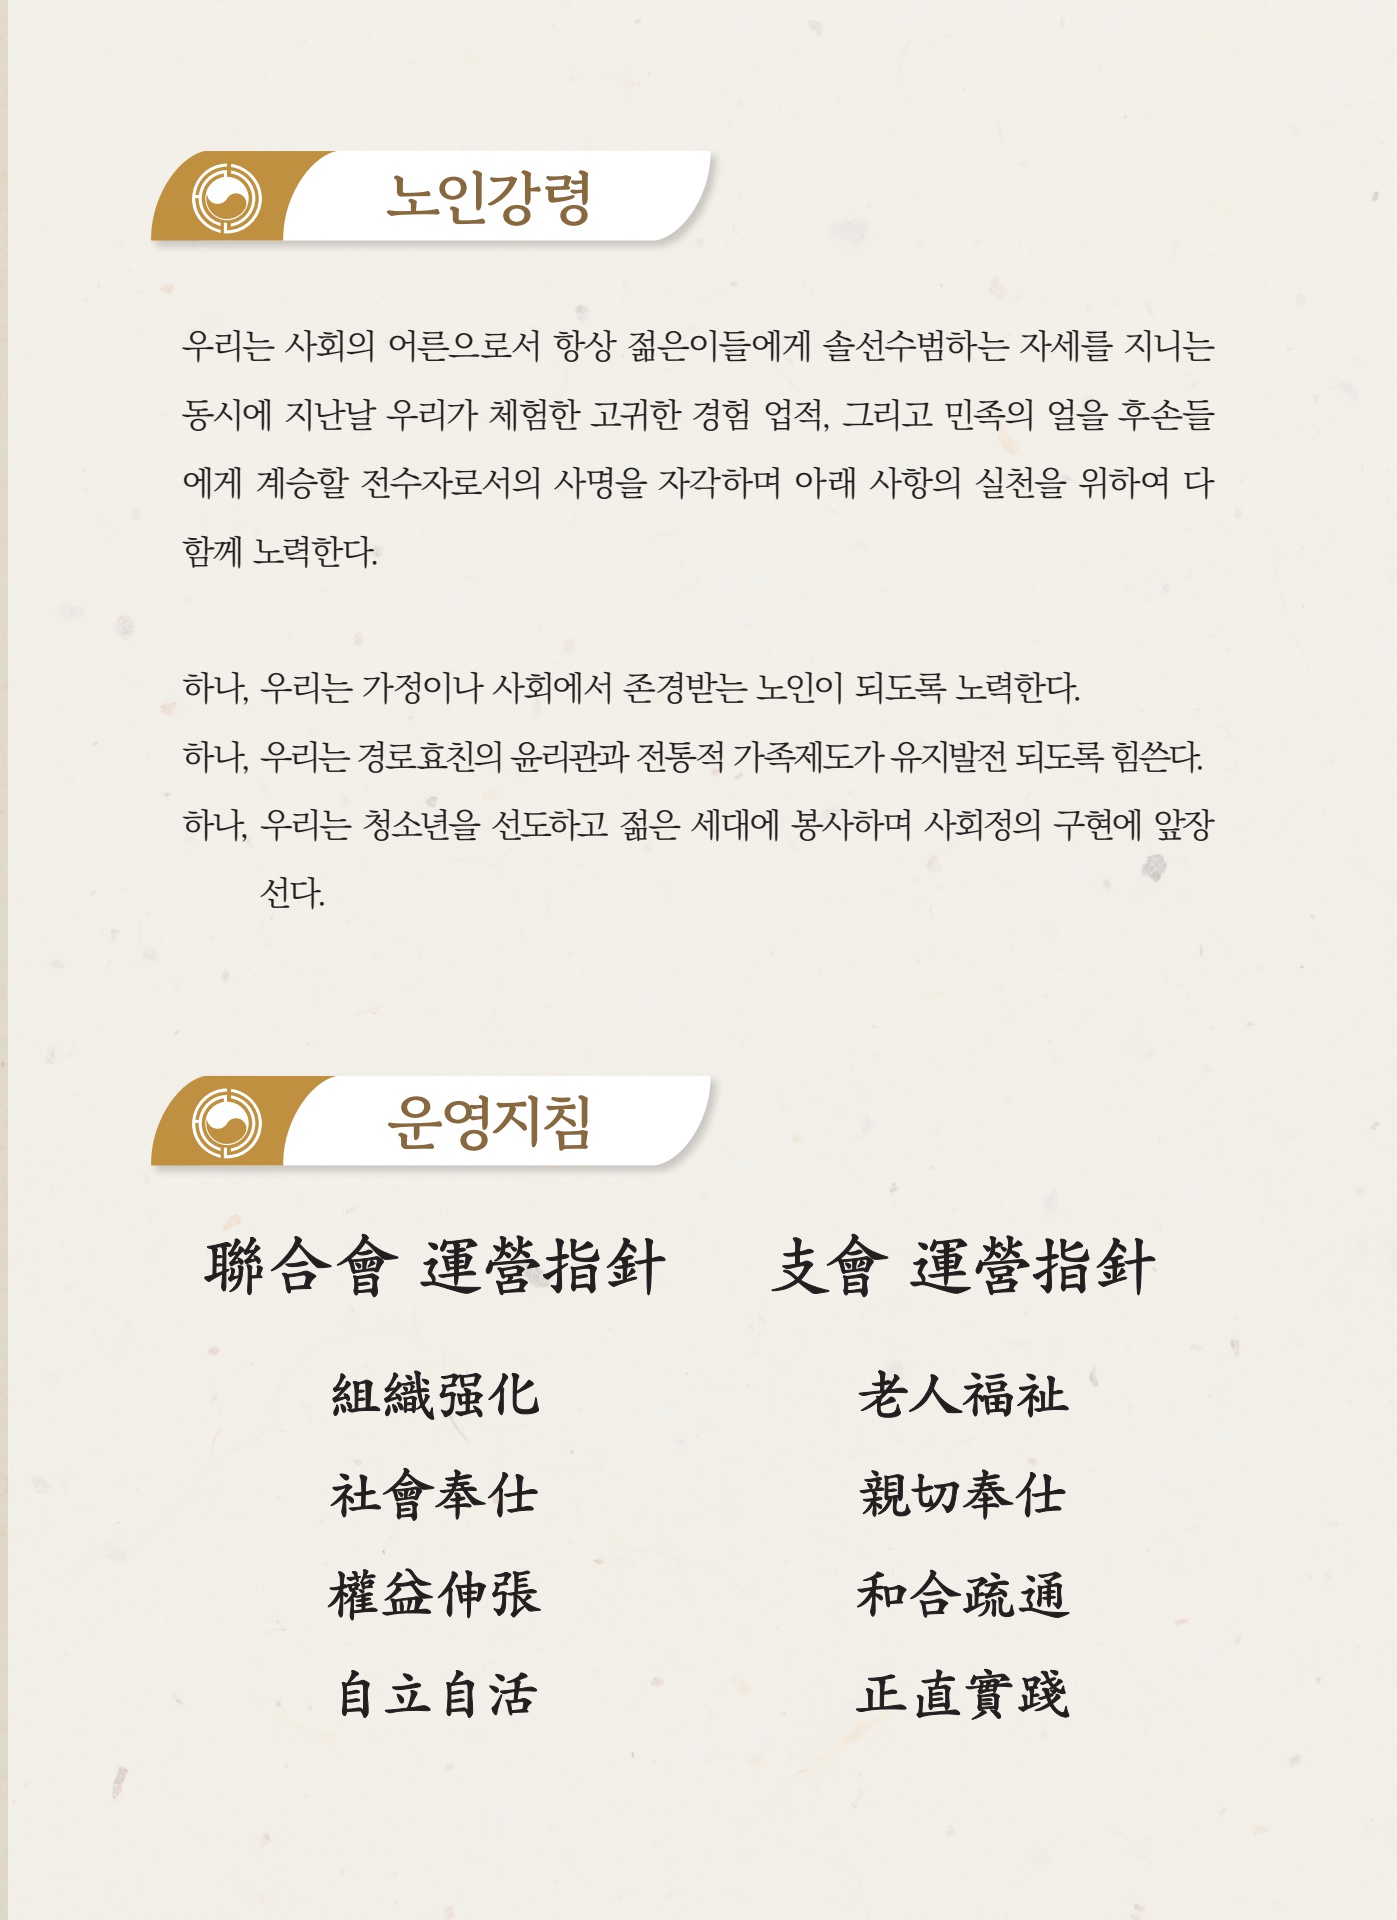 노인강령
우리는 사회의 어른으로서 항상 젊은이들에게 솔선수범하는 자세를 지니는
동시에 지난날 우리가 체험한 고귀한 경험 업적, 그리고 민족의 얼을 후손들
에게 계승할 전수자로서의 사명을 자각하며 아래 사항의 실천을 위하여 다
함께 노력한다.
하나, 우리는 가정이나 사회에서 존경받는 노인이 되도록 노력한다.
하나, 우리는 경로효친의 윤리관과 전통적 가족제도가 유지발전 되도록 힘쓴다.
하나, 우리는 청소년을 선도하고 젊은 세대에 봉사하며 사회정의 구현에 앞장
선다.
운영지침
聯合會 運營指針
組織强化
社會奉仕
權益伸張
自立自活
支會 運營指針
老人福祉
親切奉仕
和合疏通
正直實踐